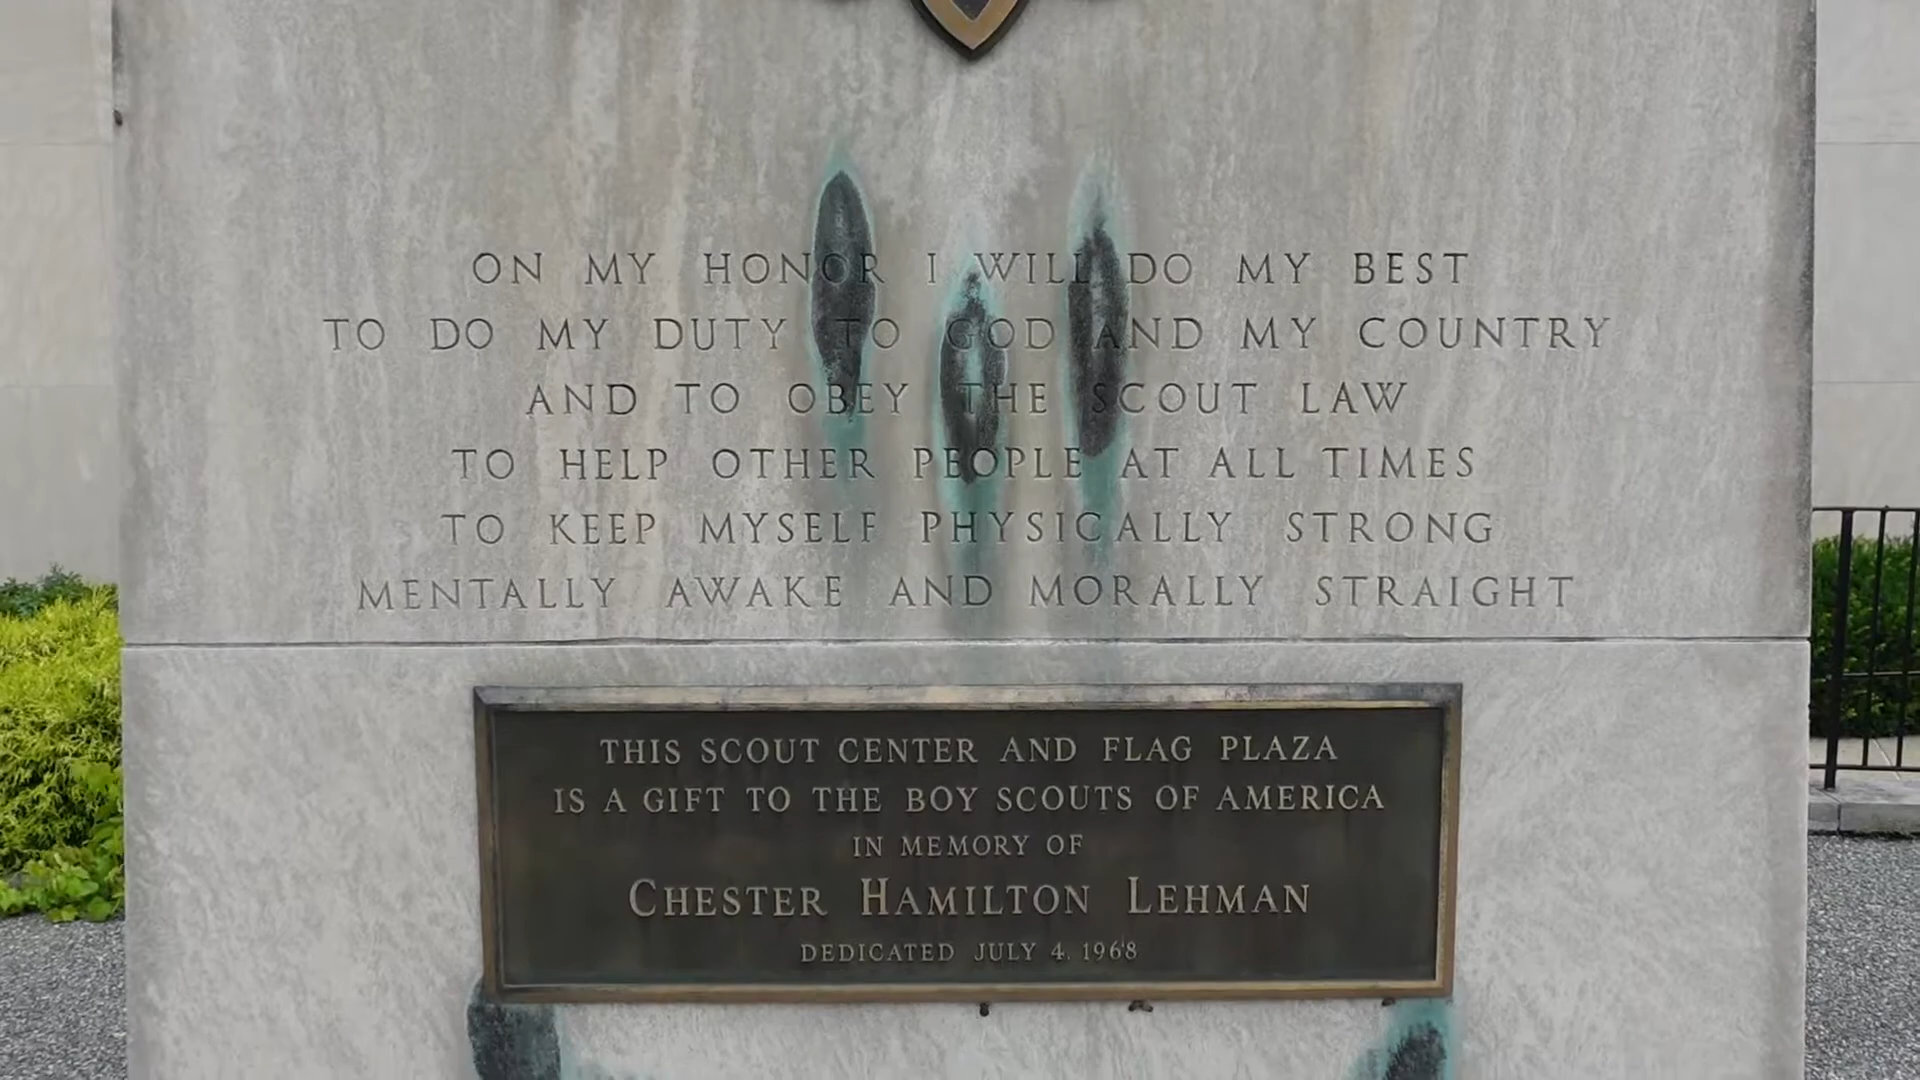 ON MY HONOR I WILL DO MY BEST
TO DO MY DUTY TO GOD AND MY COUNTRY
AND TO OBEY THE SCOUT LAW
TO HELP OTHER PEOPLE AT ALL TIMES
TO KEEP MYSELF PHYSICALLY STRONG
MENTALLY AWAKE AND MORALLY STRAIGHT
THIS SCOUT CENTER AND FLAG PLAZA
IS A GIFT TO THE BOY SCOUTS OF AMERICA
IN MEMORY OF
CHESTER HAMILTON LEHMAN
DEDICATED JULY 4. 1968